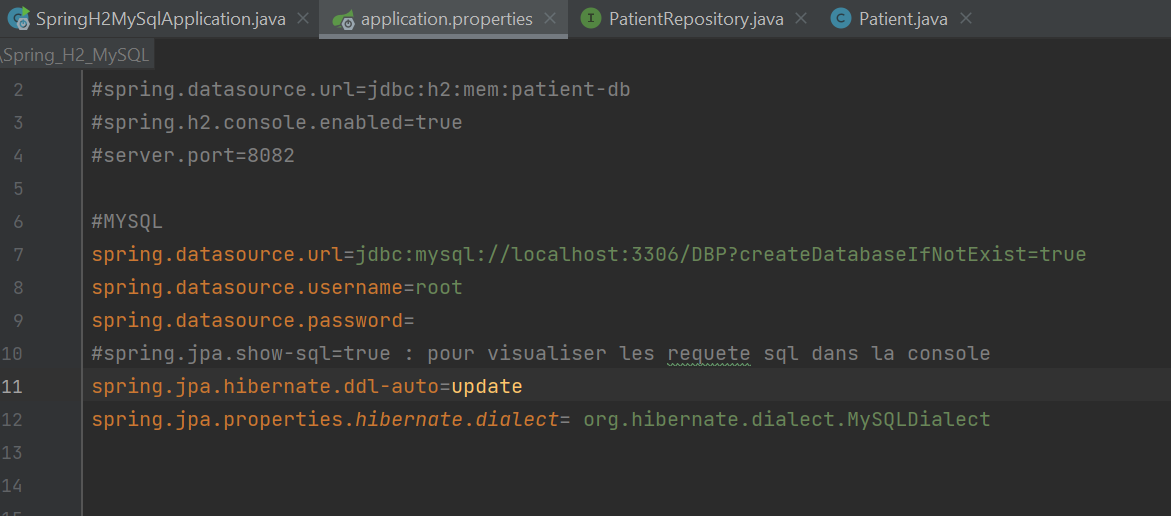 SpringH2MySqlApplication.java application.properties PatientRepository.java Patient.java
\Spring_H2_MySQL
2 #spring.datasource.url=jdbc:h2:mem:patient-db
3 #spring.h2.console.enabled=true
4 #server.port=8082
5
6 #MYSQL
7 spring.datasource.url=jdbc:mysql://localhost:3306/DBP?createDatabaseIfNotExist=true
8 spring.datasource.username=root
9 spring.datasource.password=
10 #spring.jpa.show-sql=true : pour visualiser les requete sql dans la console
11 spring.jpa.hibernate.ddl-auto=update
12 spring.jpa.properties.hibernate.dialect= org.hibernate.dialect.MySQLDialect
13
14